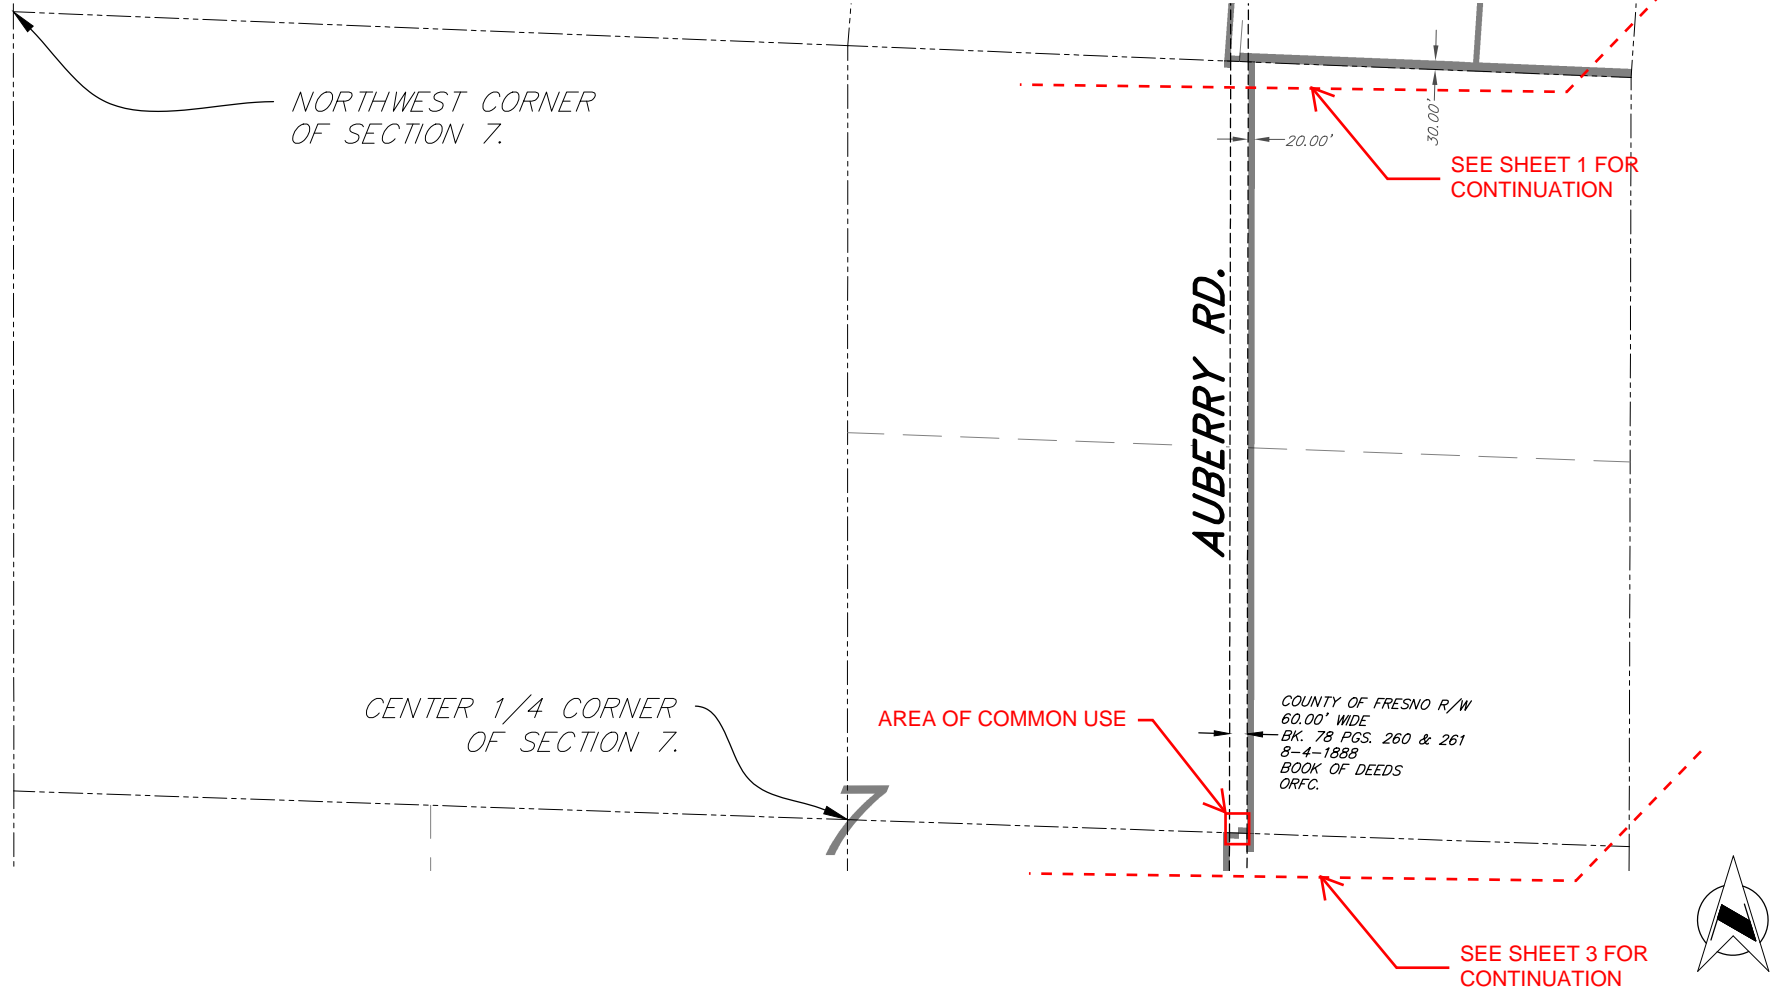 NORTHWEST CORNER
OF SECTION 7.
20.00'
30.00'
SEE SHEET 1 FOR
CONTINUATION
AUBERRY RD.
CENTER 1/4 CORNER
OF SECTION 7.
AREA OF COMMON USE
COUNTY OF FRESNO R/W
60.00' WIDE
BK. 78 PGS. 260 & 261
8-4-1888
BOOK OF DEEDS
ORFC.
7
SEE SHEET 3 FOR
CONTINUATION